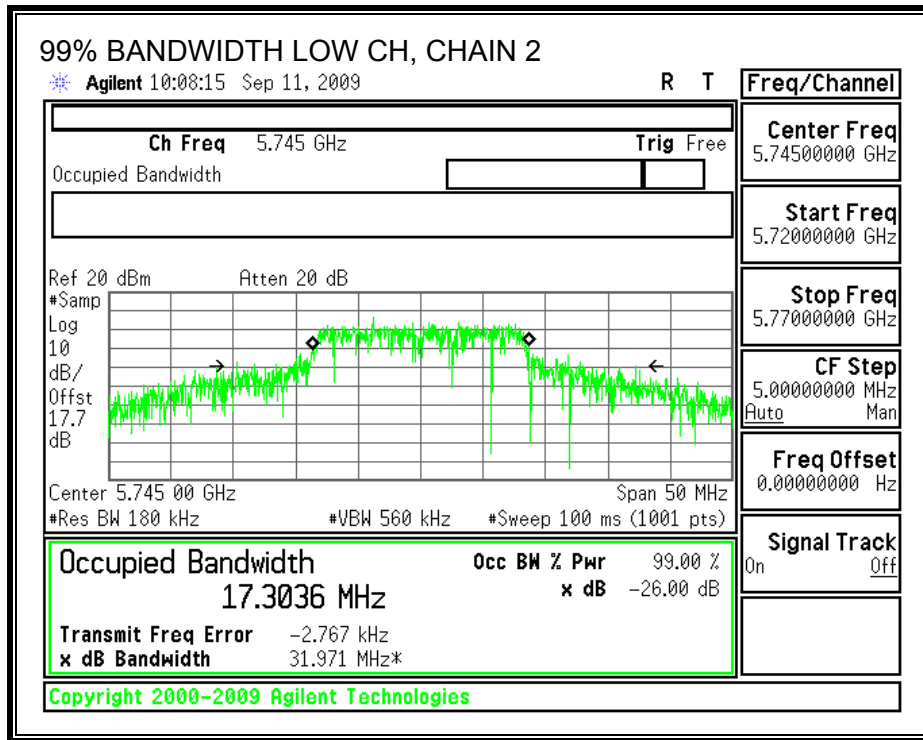 99% BANDWIDTH LOW CH, CHAIN 2
Agilent 10:08:15 Sep 11, 2009 R T
Ch Freq 5.745 GHz Trig Free
Occupied Bandwidth
Ref 20 dBm Atten 20 dB
#Samp
Log
10
dB/
Offst
17.7
dB
Center 5.745 00 GHz Span 50 MHz
#Res BW 180 kHz #VBW 560 kHz #Sweep 100 ms (1001 pts)
Occupied Bandwidth
17.3036 MHz
Occ BW % Pwr 99.00 %
x dB -26.00 dB
Transmit Freq Error -2.767 kHz
x dB Bandwidth 31.971 MHz*
Copyright 2000-2009 Agilent Technologies
Freq/Channel
Center Freq
5.74500000 GHz
Start Freq
5.72000000 GHz
Stop Freq
5.77000000 GHz
CF Step
5.00000000 MHz
Auto Man
Freq Offset
0.00000000 Hz
Signal Track
On Off